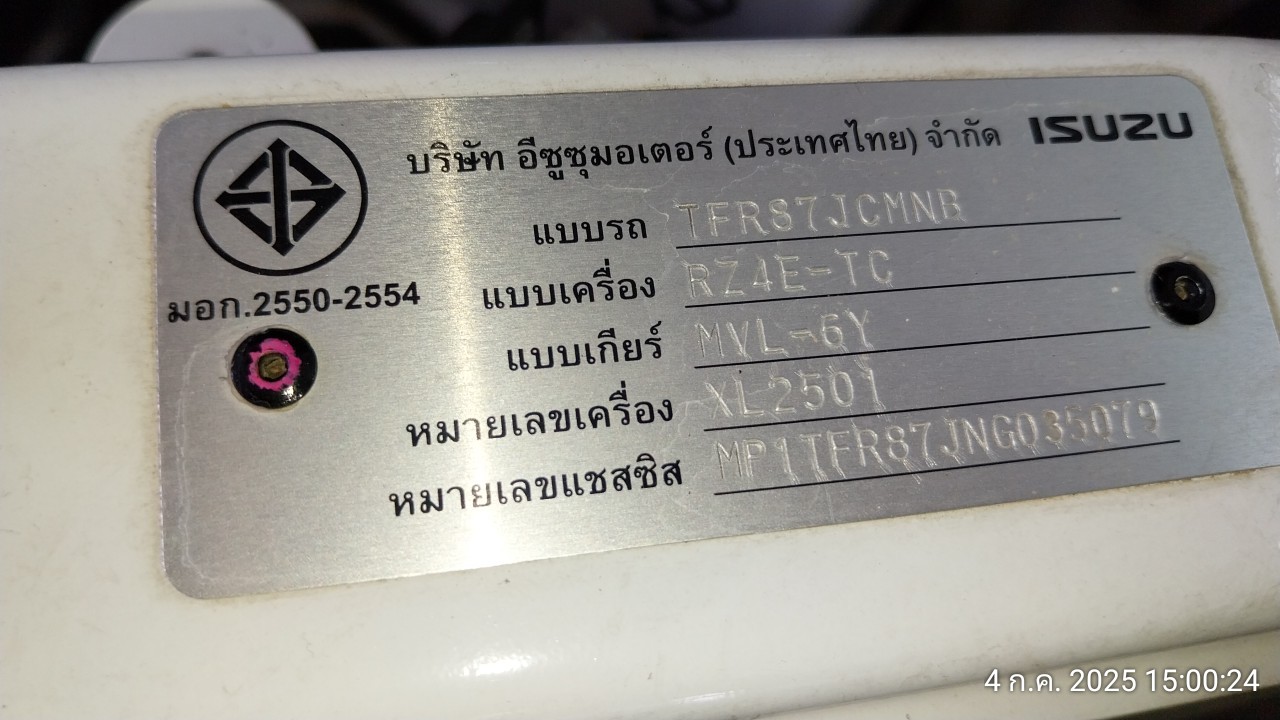 บริษัท อีซูซุมอเตอร์ (ประเทศไทย) จำกัด ISUZU
แบบรถ TFR87JCMNB
มอก.2550-2554
แบบเครื่อง RZ4E-TC
แบบเกียร์ MVL-6Y
หมายเลขเครื่อง XL2501
หมายเลขแชสซิส MP1TFR87JNG035079
4 ก.ค. 2025 15:00:24